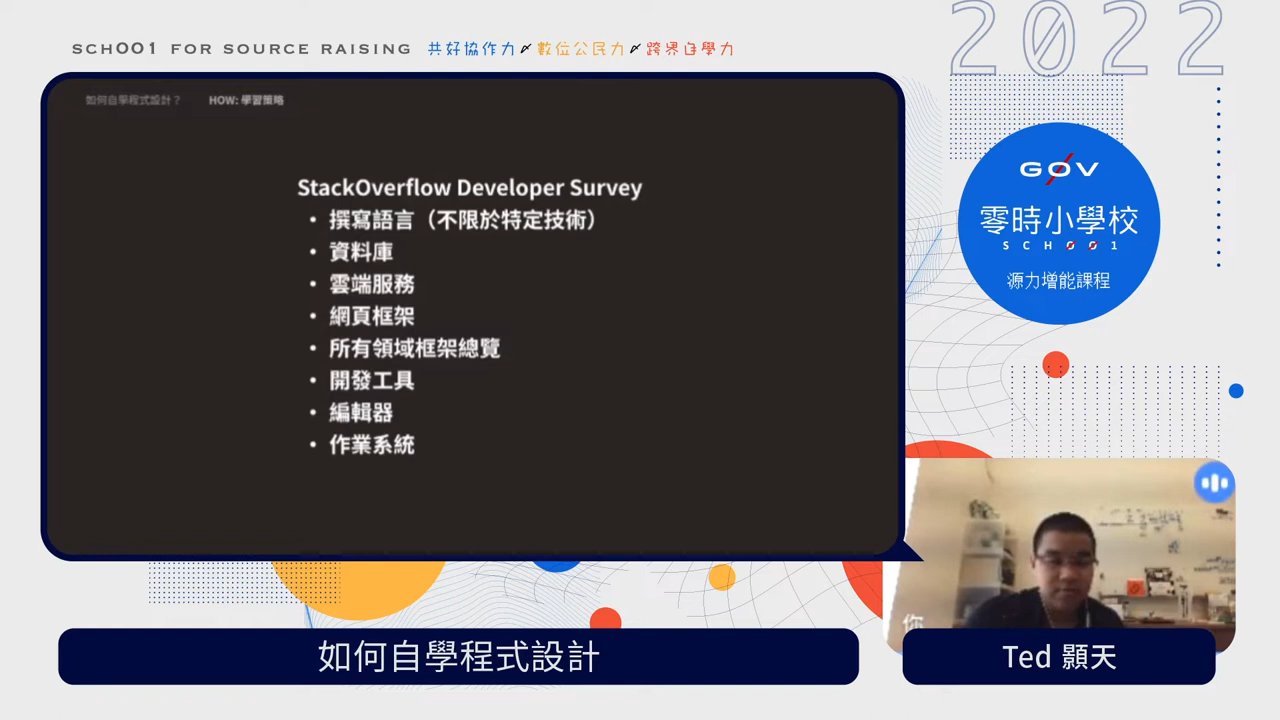 SCH001 FOR SOURCE RAISING 共好協作力 數位公民力 跨界自學力
2022
如何自學程式設計？ HOW: 學習策略
StackOverflow Developer Survey
• 撰寫語言（不限於特定技術）
• 資料庫
• 雲端服務
• 網頁框架
• 所有領域框架總覽
• 開發工具
• 編輯器
• 作業系統
G0V
零時小學校
SCH001
源力增能課程
你
如何自學程式設計
Ted 顥天